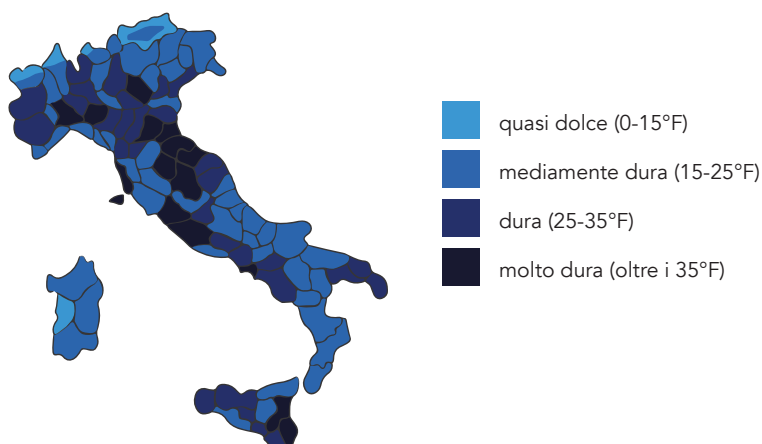 quasi dolce (0-15°F)
mediamente dura (15-25°F)
dura (25-35°F)
molto dura (oltre i 35°F)